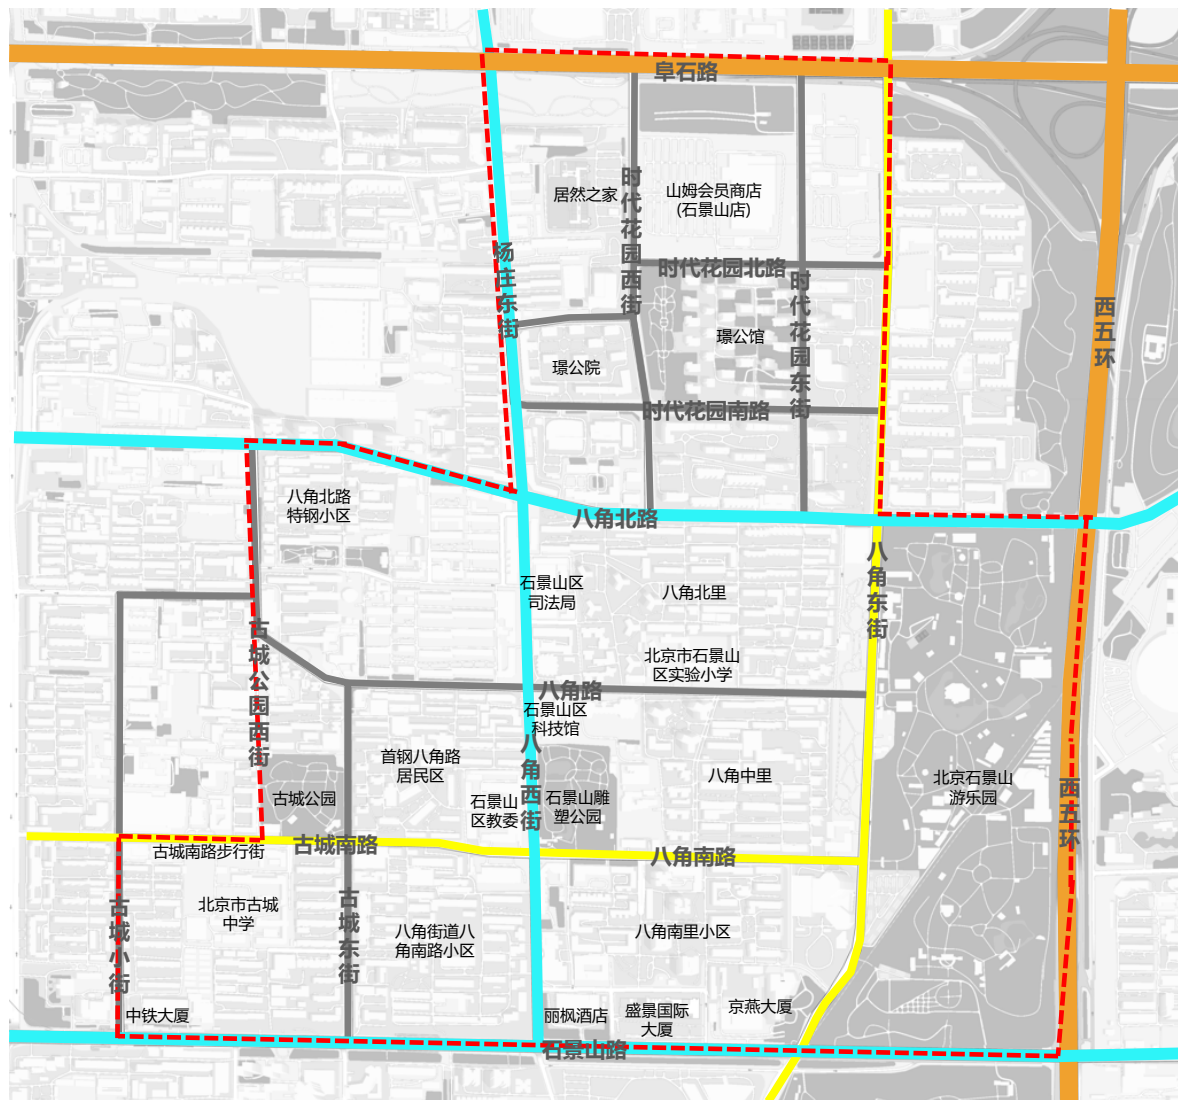 阜石路
居然之家
时代花园西街
山姆会员商店
(石景山店)
杨庄东街
时代花园北路
时代花园东街
西五环
璟公馆
璟公院
时代花园南路
八角北路
特钢小区
八角北路
八角东街
石景山区
司法局
八角北里
古城公园西街
北京市石景山
区实验小学
八角路
石景山区
科技馆
八角西街
首钢八角路
居民区
八角中里
北京石景山
游乐园
西五环
古城公园
石景山
区教委
石景山雕
塑公园
古城南路步行街
古城南路
八角南路
古城小街
北京市古城
中学
古城东街
八角街道八
角南路小区
八角南里小区
中铁大厦
丽枫酒店
盛景国际
大厦
京燕大厦
石景山路